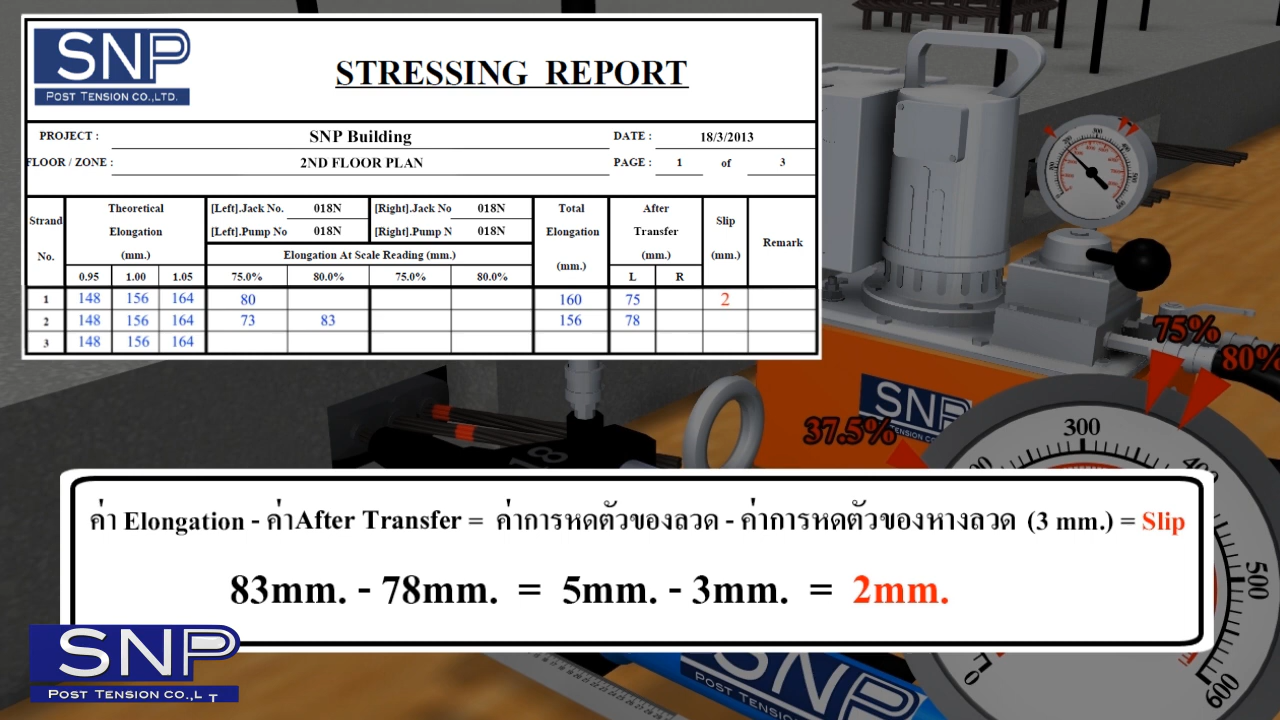 SNP
POST TENSION CO.,LTD.
STRESSING REPORT
PROJECT : SNP Building DATE : 18/3/2013
FLOOR / ZONE : 2ND FLOOR PLAN PAGE : 1 of 3
Strand No. Theoretical Elongation (mm.) [Left].Jack No. 018N [Right].Jack No 018N Total Elongation (mm.) After Transfer (mm.) Slip (mm.) Remark
[Left].Pump No 018N [Right].Pump N 018N
Elongation At Scale Reading (mm.)
0.95 1.00 1.05 75.0% 80.0% 75.0% 80.0% L R
1 148 156 164 80 160 75 2
2 148 156 164 73 83 156 78
3 148 156 164
75%
80%
37.5%
SNP
300
500
600
0
18
ค่า Elongation - ค่าAfter Transfer = ค่าการหดตัวของลวด - ค่าการหดตัวของหางลวด (3 mm.) = Slip
83mm. - 78mm. = 5mm. - 3mm. = 2mm.
SNP
POST TENSION CO.,L T
SNP
POST TENSION CO.,LTD.